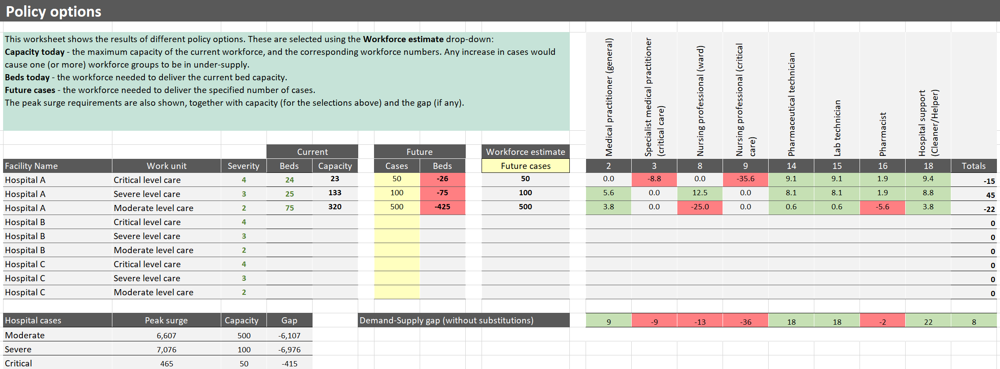 Policy options
This worksheet shows the results of different policy options. These are selected using the Workforce estimate drop-down:
Capacity today - the maximum capacity of the current workforce, and the corresponding workforce numbers. Any increase in cases would
cause one (or more) workforce groups to be in under-supply.
Beds today - the workforce needed to deliver the current bed capacity.
Future cases - the workforce needed to deliver the specified number of cases.
The peak surge requirements are also shown, together with capacity (for the selections above) and the gap (if any).
Medical practitioner (general)
Specialist medical practitioner
(critical care)
Nursing professional (ward)
Nursing professional (critical
care)
Pharmaceutical technician
Lab technician
Pharmacist
Hospital support
(Cleaner/Helper)
Current Future Workforce estimate
Facility Name Work unit Severity Beds Capacity Cases Beds Future cases 2 3 8 9 14 15 16 18 Totals
Hospital A Critical level care 4 24 23 50 -26 50 0.0 -8.8 0.0 -35.6 9.1 9.1 1.9 9.4 -15
Hospital A Severe level care 3 25 133 100 -75 100 5.6 0.0 12.5 0.0 8.1 8.1 1.9 8.8 45
Hospital A Moderate level care 2 75 320 500 -425 500 3.8 0.0 -25.0 0.0 0.6 0.6 -5.6 3.8 -22
Hospital B Critical level care 4 0
Hospital B Severe level care 3 0
Hospital B Moderate level care 2 0
Hospital C Critical level care 4 0
Hospital C Severe level care 3 0
Hospital C Moderate level care 2 0
Hospital cases Peak surge Capacity Gap Demand-Supply gap (without substitutions) 9 -9 -13 -36 18 18 -2 22 8
Moderate 6,607 500 -6,107
Severe 7,076 100 -6,976
Critical 465 50 -415